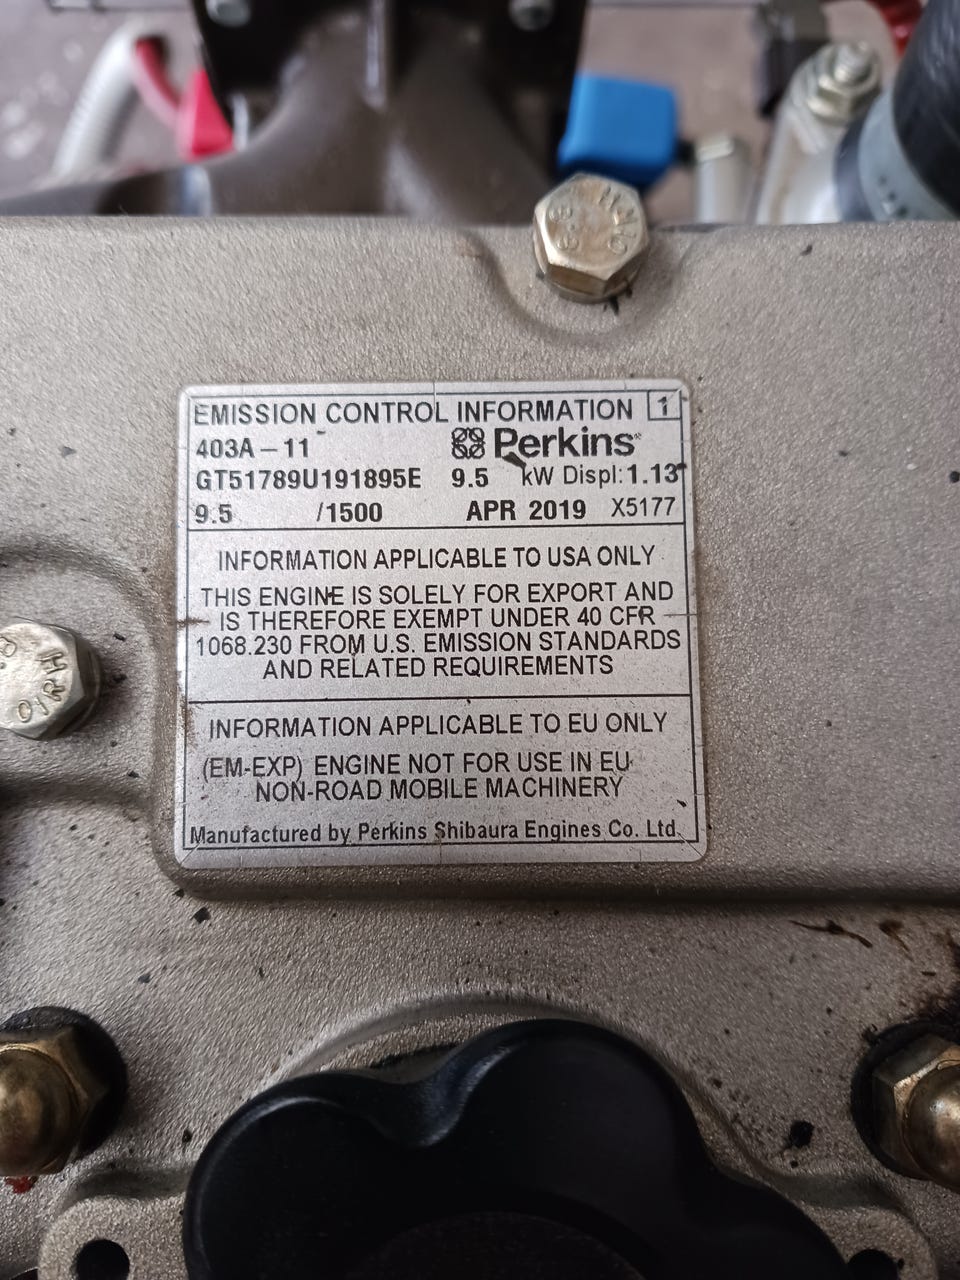 EMISSION CONTROL INFORMATION 1
403A-11 Perkins
GT51789U191895E 9.5 kW Displ:1.13
9.5 /1500 APR 2019 X5177
INFORMATION APPLICABLE TO USA ONLY
THIS ENGINE IS SOLELY FOR EXPORT AND
IS THEREFORE EXEMPT UNDER 40 CFR
1068.230 FROM U.S. EMISSION STANDARDS
AND RELATED REQUIREMENTS
INFORMATION APPLICABLE TO EU ONLY
(EM-EXP) ENGINE NOT FOR USE IN EU
NON-ROAD MOBILE MACHINERY
Manufactured by Perkins Shibaura Engines Co. Ltd.